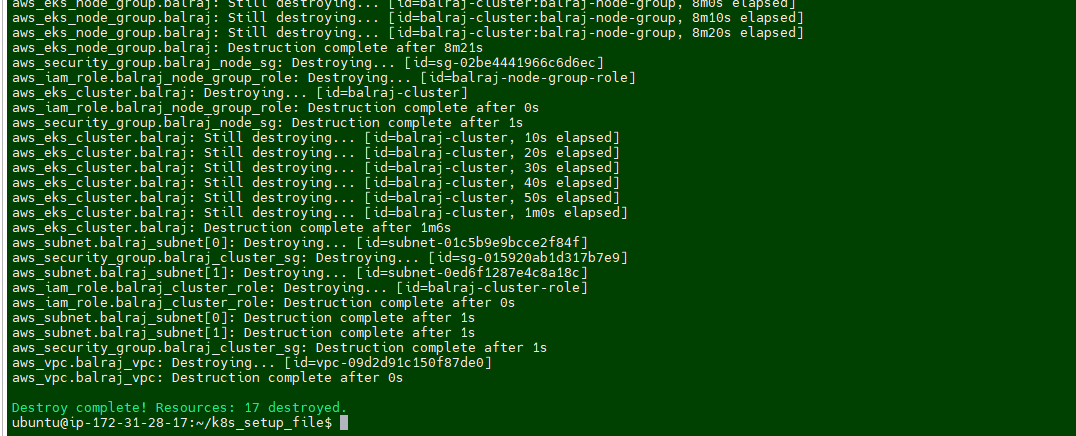 aws_eks_node_group.balraj: Still destroying... [id=balraj-cluster:balraj-node-group, 8m0s elapsed]
aws_eks_node_group.balraj: Still destroying... [id=balraj-cluster:balraj-node-group, 8m10s elapsed]
aws_eks_node_group.balraj: Still destroying... [id=balraj-cluster:balraj-node-group, 8m20s elapsed]
aws_eks_node_group.balraj: Destruction complete after 8m21s
aws_security_group.balraj_node_sg: Destroying... [id=sg-02be4441966c6d6ec]
aws_iam_role.balraj_node_group_role: Destroying... [id=balraj-node-group-role]
aws_eks_cluster.balraj: Destroying... [id=balraj-cluster]
aws_iam_role.balraj_node_group_role: Destruction complete after 0s
aws_security_group.balraj_node_sg: Destruction complete after 1s
aws_eks_cluster.balraj: Still destroying... [id=balraj-cluster, 10s elapsed]
aws_eks_cluster.balraj: Still destroying... [id=balraj-cluster, 20s elapsed]
aws_eks_cluster.balraj: Still destroying... [id=balraj-cluster, 30s elapsed]
aws_eks_cluster.balraj: Still destroying... [id=balraj-cluster, 40s elapsed]
aws_eks_cluster.balraj: Still destroying... [id=balraj-cluster, 50s elapsed]
aws_eks_cluster.balraj: Still destroying... [id=balraj-cluster, 1m0s elapsed]
aws_eks_cluster.balraj: Destruction complete after 1m6s
aws_subnet.balraj_subnet[0]: Destroying... [id=subnet-01c5b9e9bcce2f84f]
aws_security_group.balraj_cluster_sg: Destroying... [id=sg-015920ab1d317b7e9]
aws_subnet.balraj_subnet[1]: Destroying... [id=subnet-0ed6f1287e4c8a18c]
aws_iam_role.balraj_cluster_role: Destroying... [id=balraj-cluster-role]
aws_iam_role.balraj_cluster_role: Destruction complete after 0s
aws_subnet.balraj_subnet[0]: Destruction complete after 1s
aws_subnet.balraj_subnet[1]: Destruction complete after 1s
aws_security_group.balraj_cluster_sg: Destruction complete after 1s
aws_vpc.balraj_vpc: Destroying... [id=vpc-09d2d91c150f87de0]
aws_vpc.balraj_vpc: Destruction complete after 0s
Destroy complete! Resources: 17 destroyed.
ubuntu@ip-172-31-28-17:~/k8s_setup_file$